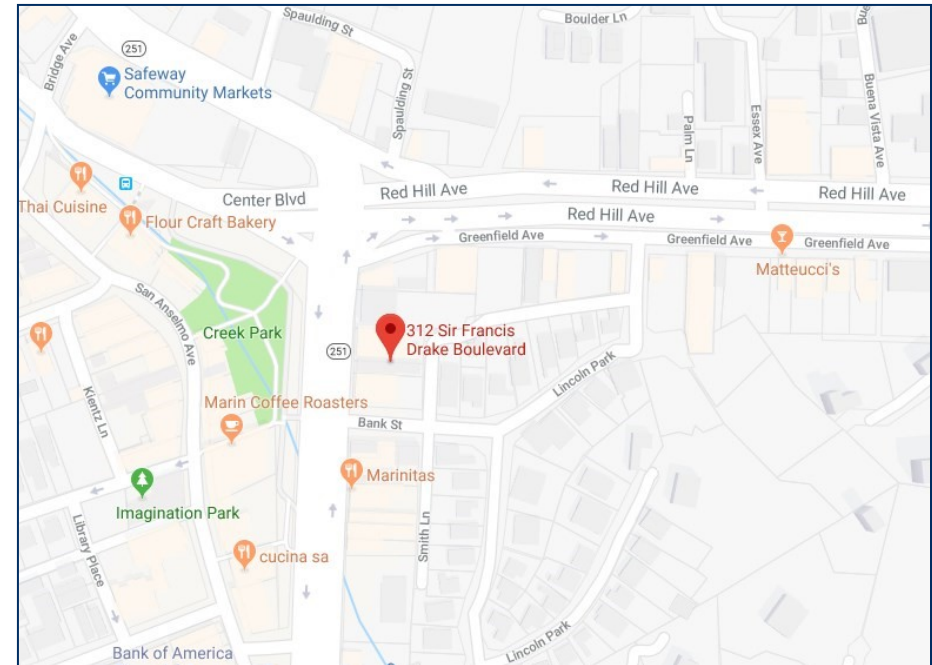 Spaulding St
Boulder Ln
Bridge Ave
251
Safeway
Community Markets
Spaulding St
Palm Ln
Essex Ave
Buena Vista Ave
Center Blvd
Red Hill Ave
Red Hill Ave
Red Hill Ave
Thai Cuisine
Flour Craft Bakery
Red Hill Ave
Greenfield Ave
Greenfield Ave
Greenfield Ave
Matteucci's
San Anselmo Ave
Creek Park
312 Sir Francis
Drake Boulevard
251
Lincoln Park
Kientz Ln
Marin Coffee Roasters
Bank St
Marinitas
Imagination Park
Smith Ln
Library Place
cucina sa
Lincoln Park
Bank of America